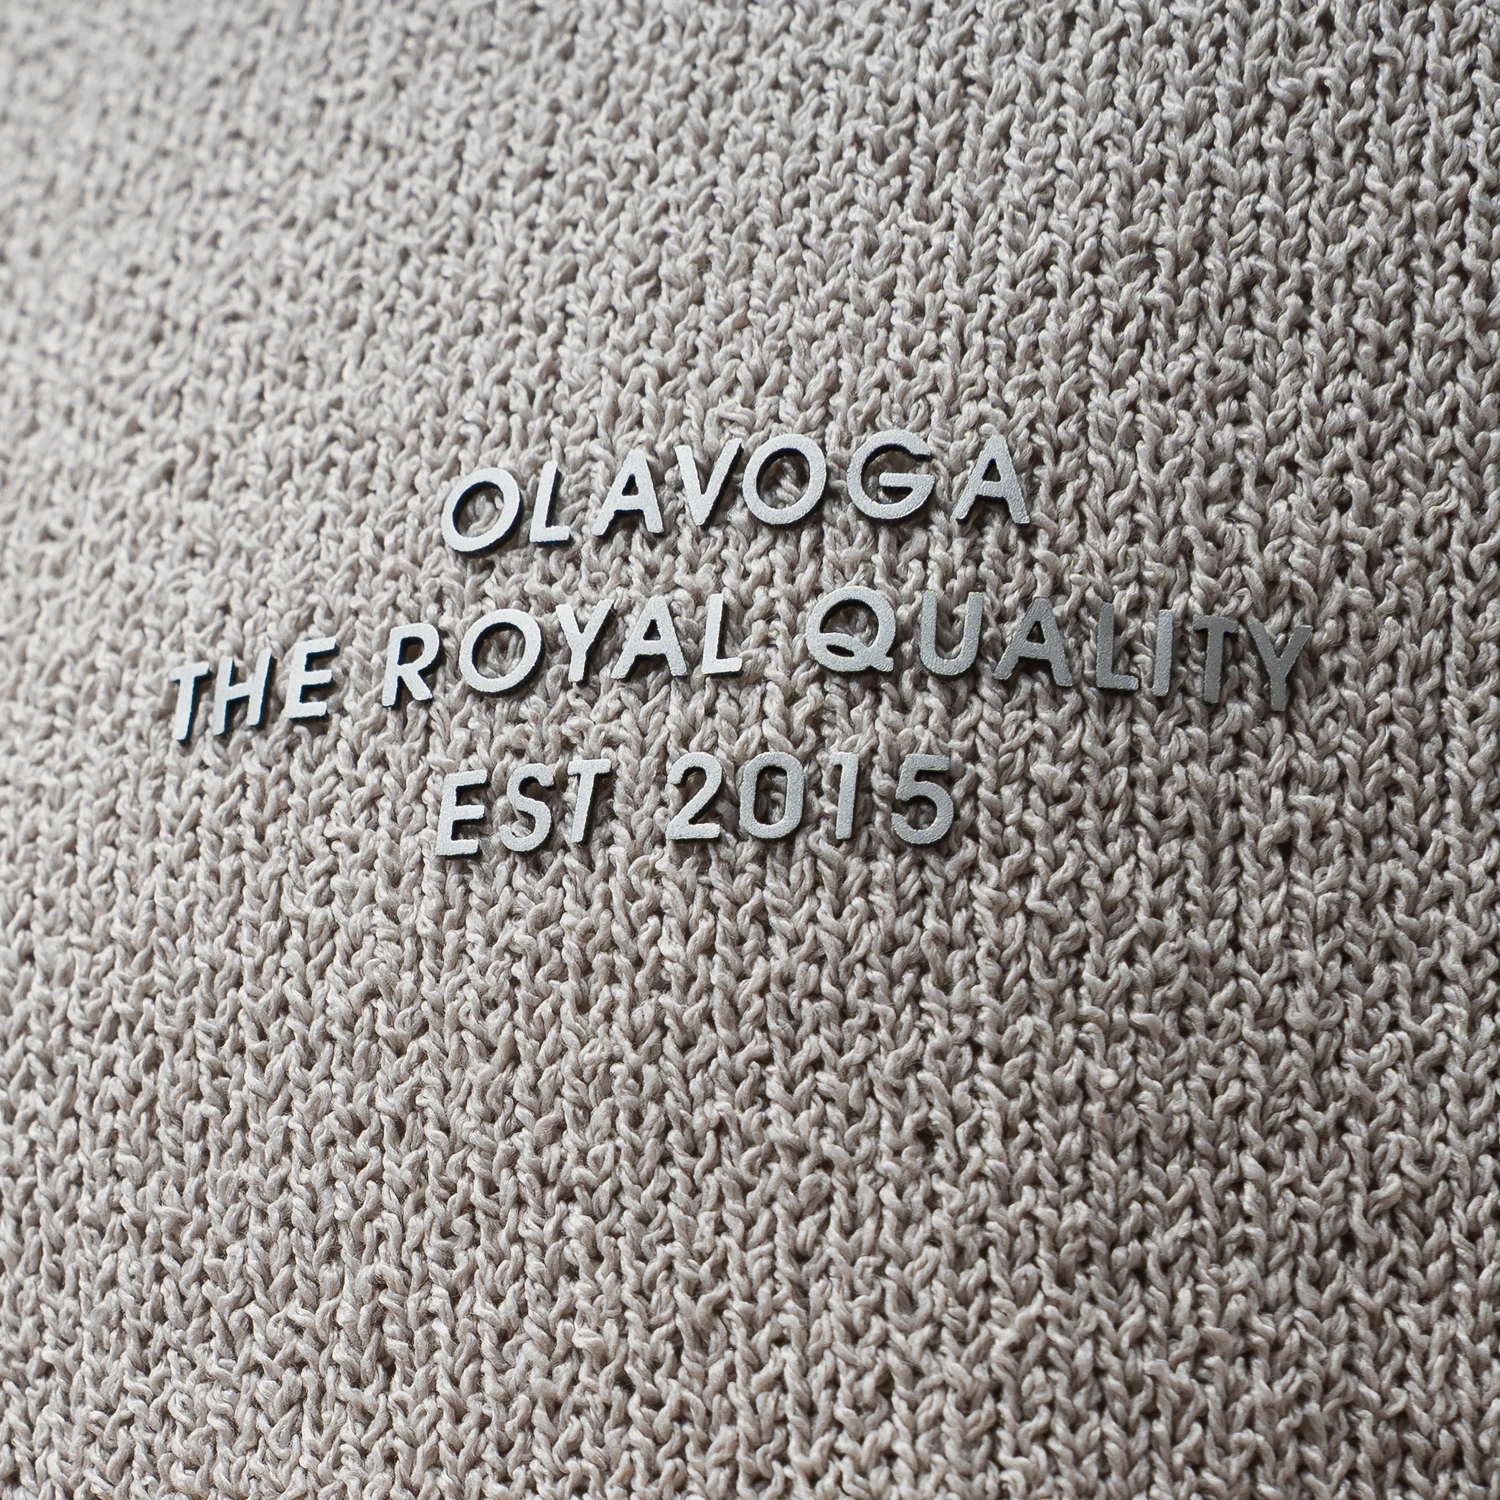 OLAVOGA
THE ROYAL QUALITY
EST 2015